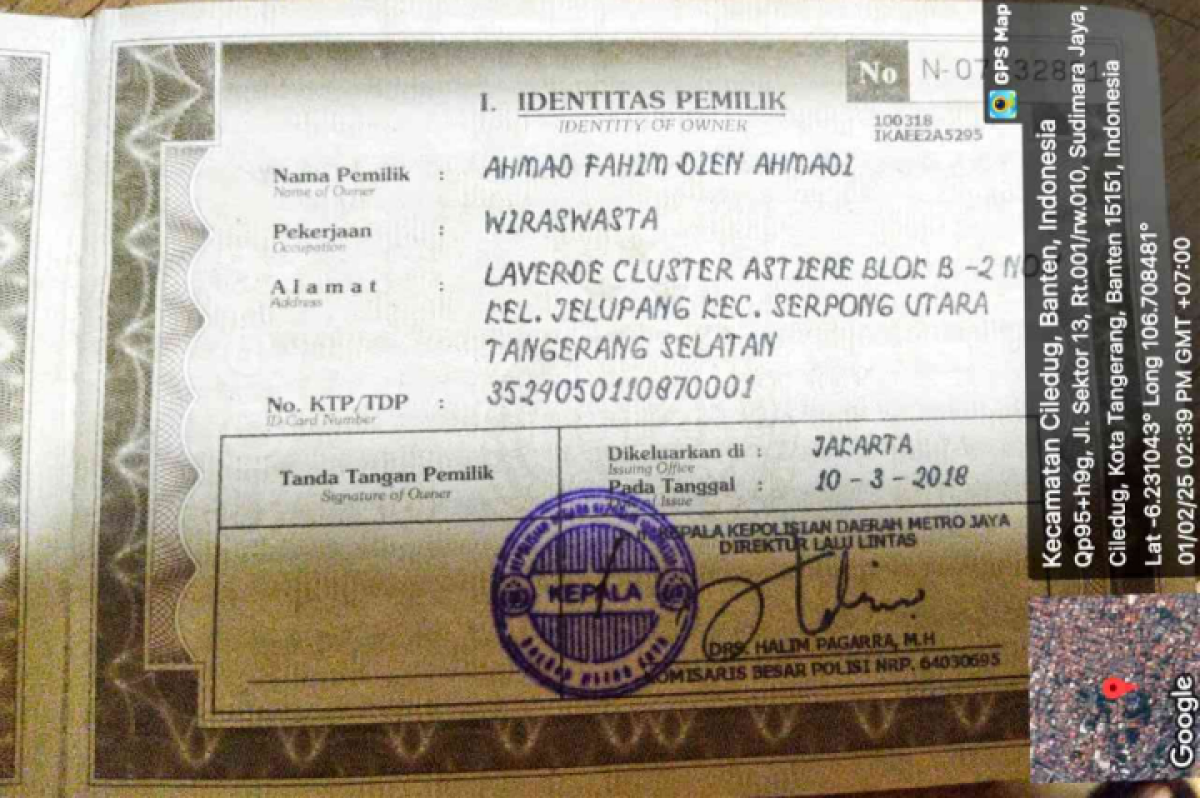 No N-07
I. IDENTITAS PEMILIK
IDENTITY OF OWNER
100318
IKAEE2A5295
Nama Pemilik : AHMAD FAHIM DIEN AHMADI
Name of Owner
Pekerjaan : WIRASWASTA
Occupation
Alamat : LAVERDE CLUSTER ASTIERE BLOK B-2
Address
KEL. JELUPANG KEC. SERPONG UTARA
TANGERANG SELATAN
No. KTP/TDP : 3529050110870001
ID Card Number
Tanda Tangan Pemilik
Signature of Owner
Dikeluarkan di : JAKARTA
Issuing Office
Pada Tanggal : 10 - 3 - 2018
Issue
KEPALA KEPOLISIAN DAERAH METRO JAYA
DIREKTUR LALU LINTAS
KEPALA
DRS. HALIM PAGARRA, M.H
KOMISARIS BESAR POLISI NRP. 64030695
GPS Map
Kecamatan Ciledug, Banten, Indonesia
Qp95+h9g, Jl. Sektor 13, Rt.001/rw.010, Sudimara Jaya,
Ciledug, Kota Tangerang, Banten 15151, Indonesia
Lat -6.231043° Long 106.708481°
01/02/25 02:39 PM GMT +07:00
Google